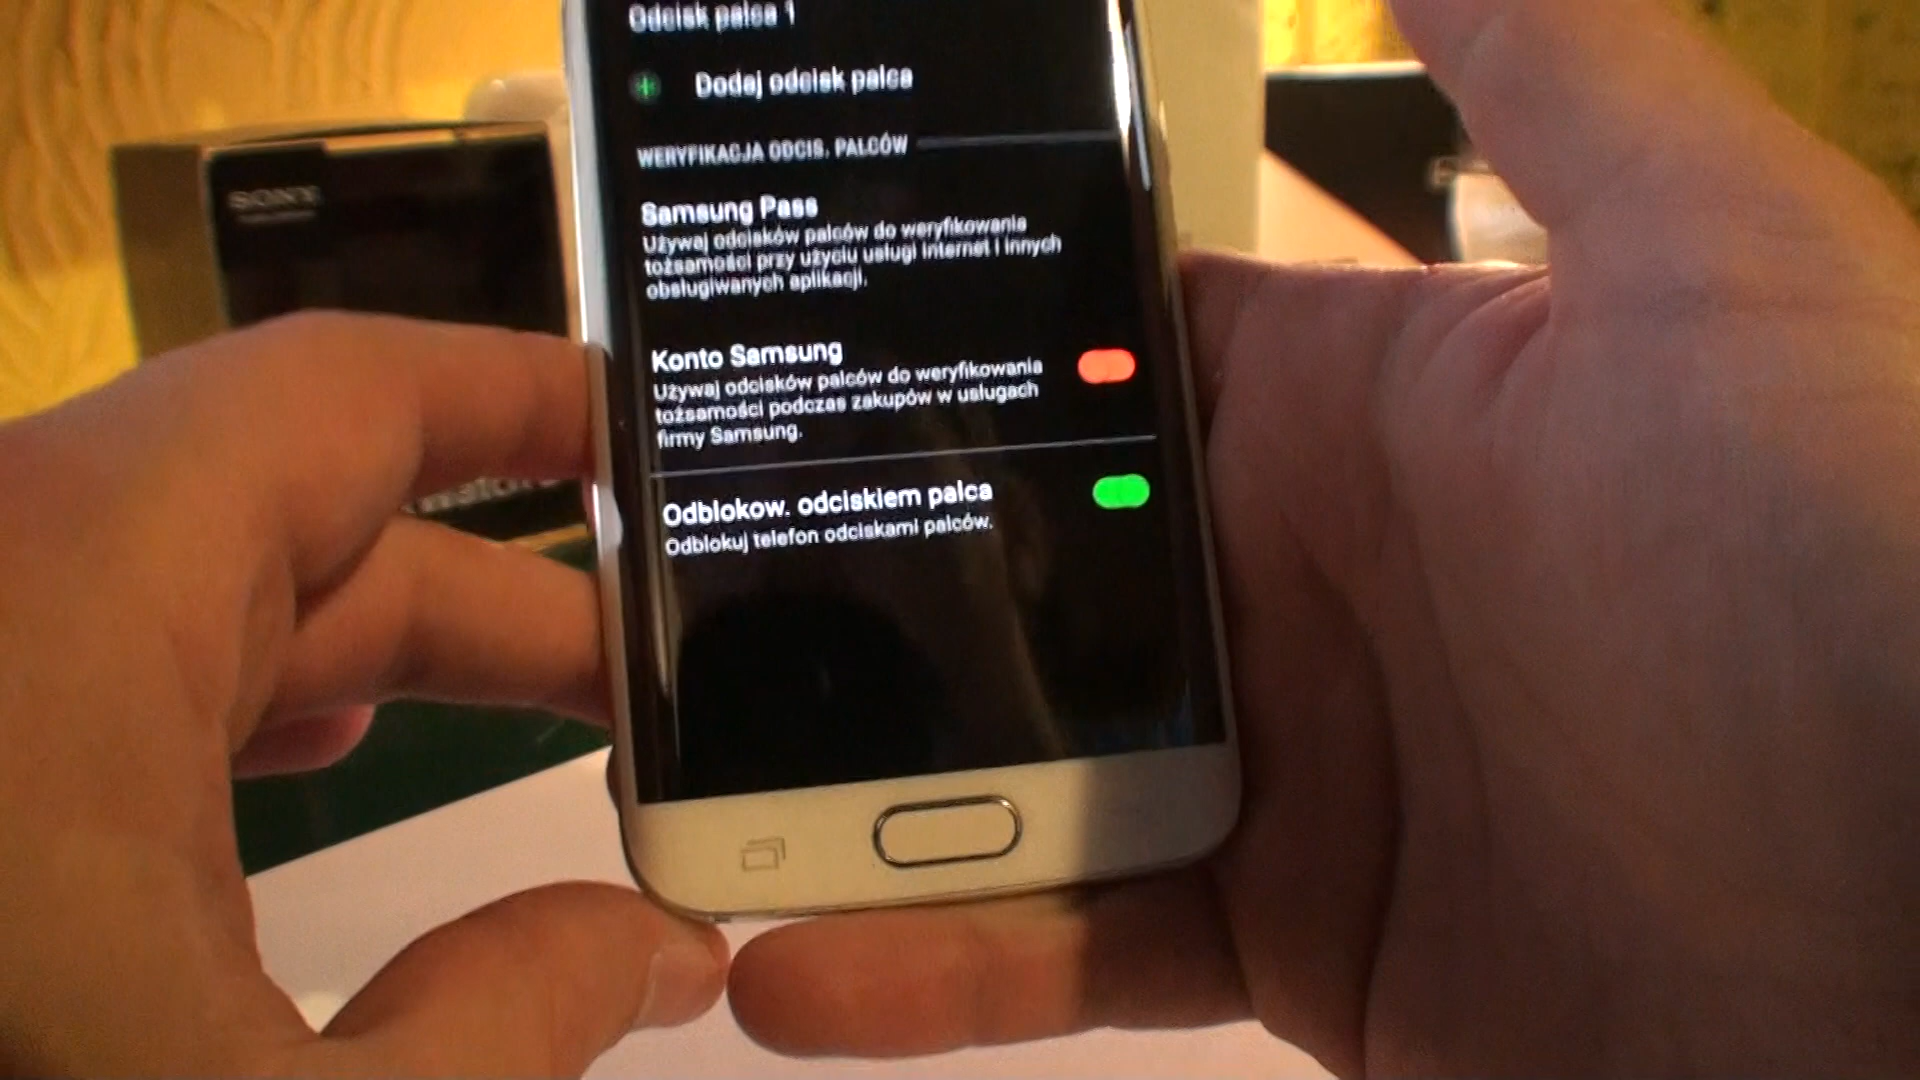 Odcisk palca 1
Dodaj odcisk palca
WERYFIKACJA ODCIS. PALCÓW
SONY
Samsung Pass
Używaj odcisków palców do weryfikowania
tożsamości przy użyciu usługi Internet i innych
obsługiwanych aplikacji.
Konto Samsung
Używaj odcisków palców do weryfikowania
tożsamości podczas zakupów w usługach
firmy Samsung.
Odblokow. odciskiem palca
Odblokuj telefon odciskami palców.